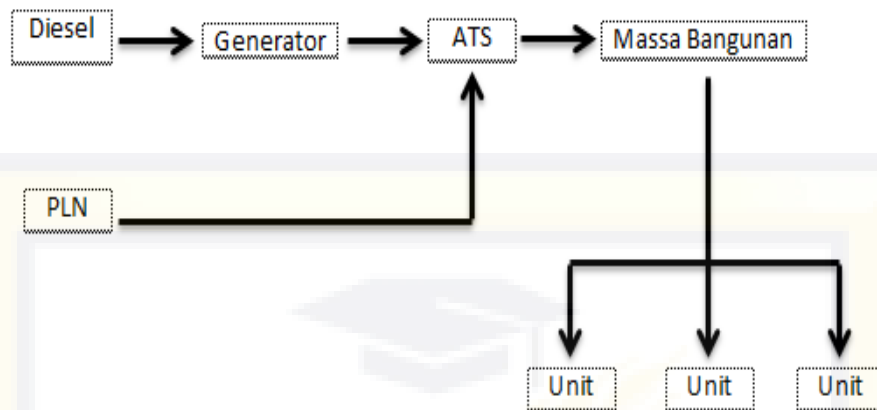 Diesel
Generator
ATS
Massa Bangunan
PLN
Unit
Unit
Unit